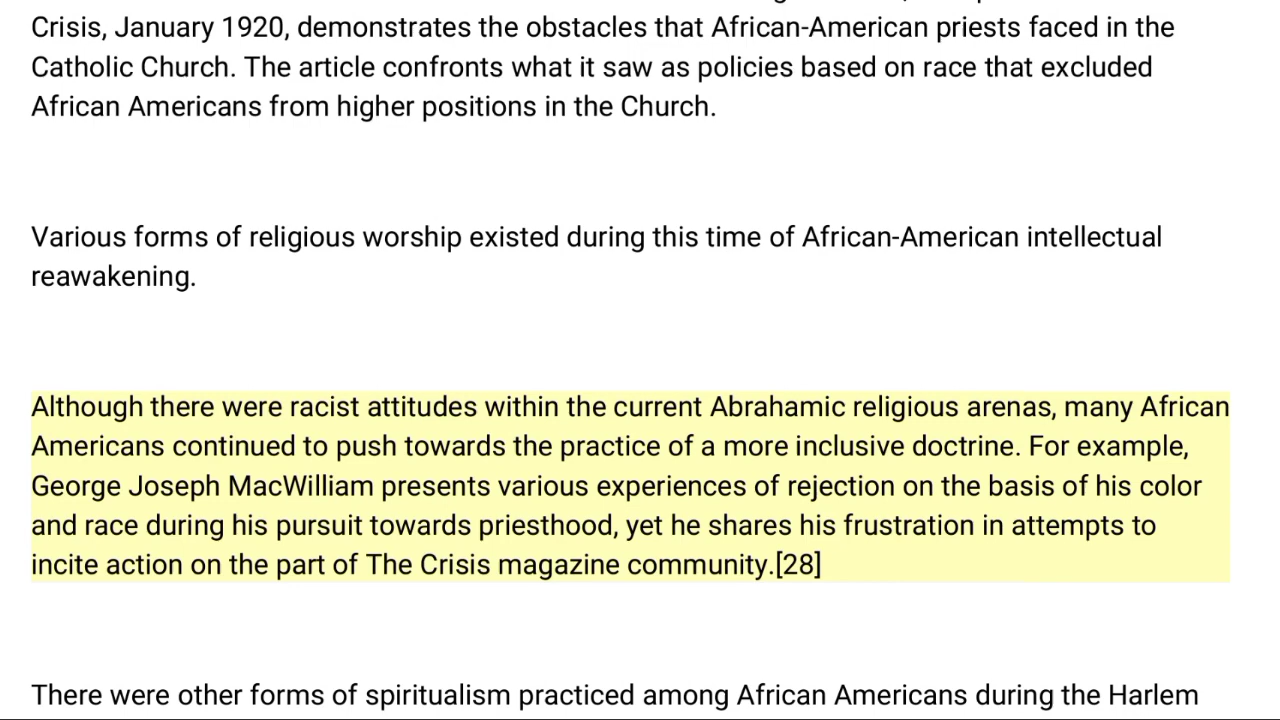 Crisis, January 1920, demonstrates the obstacles that African-American priests faced in the
Catholic Church. The article confronts what it saw as policies based on race that excluded
African Americans from higher positions in the Church.
Various forms of religious worship existed during this time of African-American intellectual
reawakening.
Although there were racist attitudes within the current Abrahamic religious arenas, many African
Americans continued to push towards the practice of a more inclusive doctrine. For example,
George Joseph MacWilliam presents various experiences of rejection on the basis of his color
and race during his pursuit towards priesthood, yet he shares his frustration in attempts to
incite action on the part of The Crisis magazine community.[28]
There were other forms of spiritualism practiced among African Americans during the Harlem